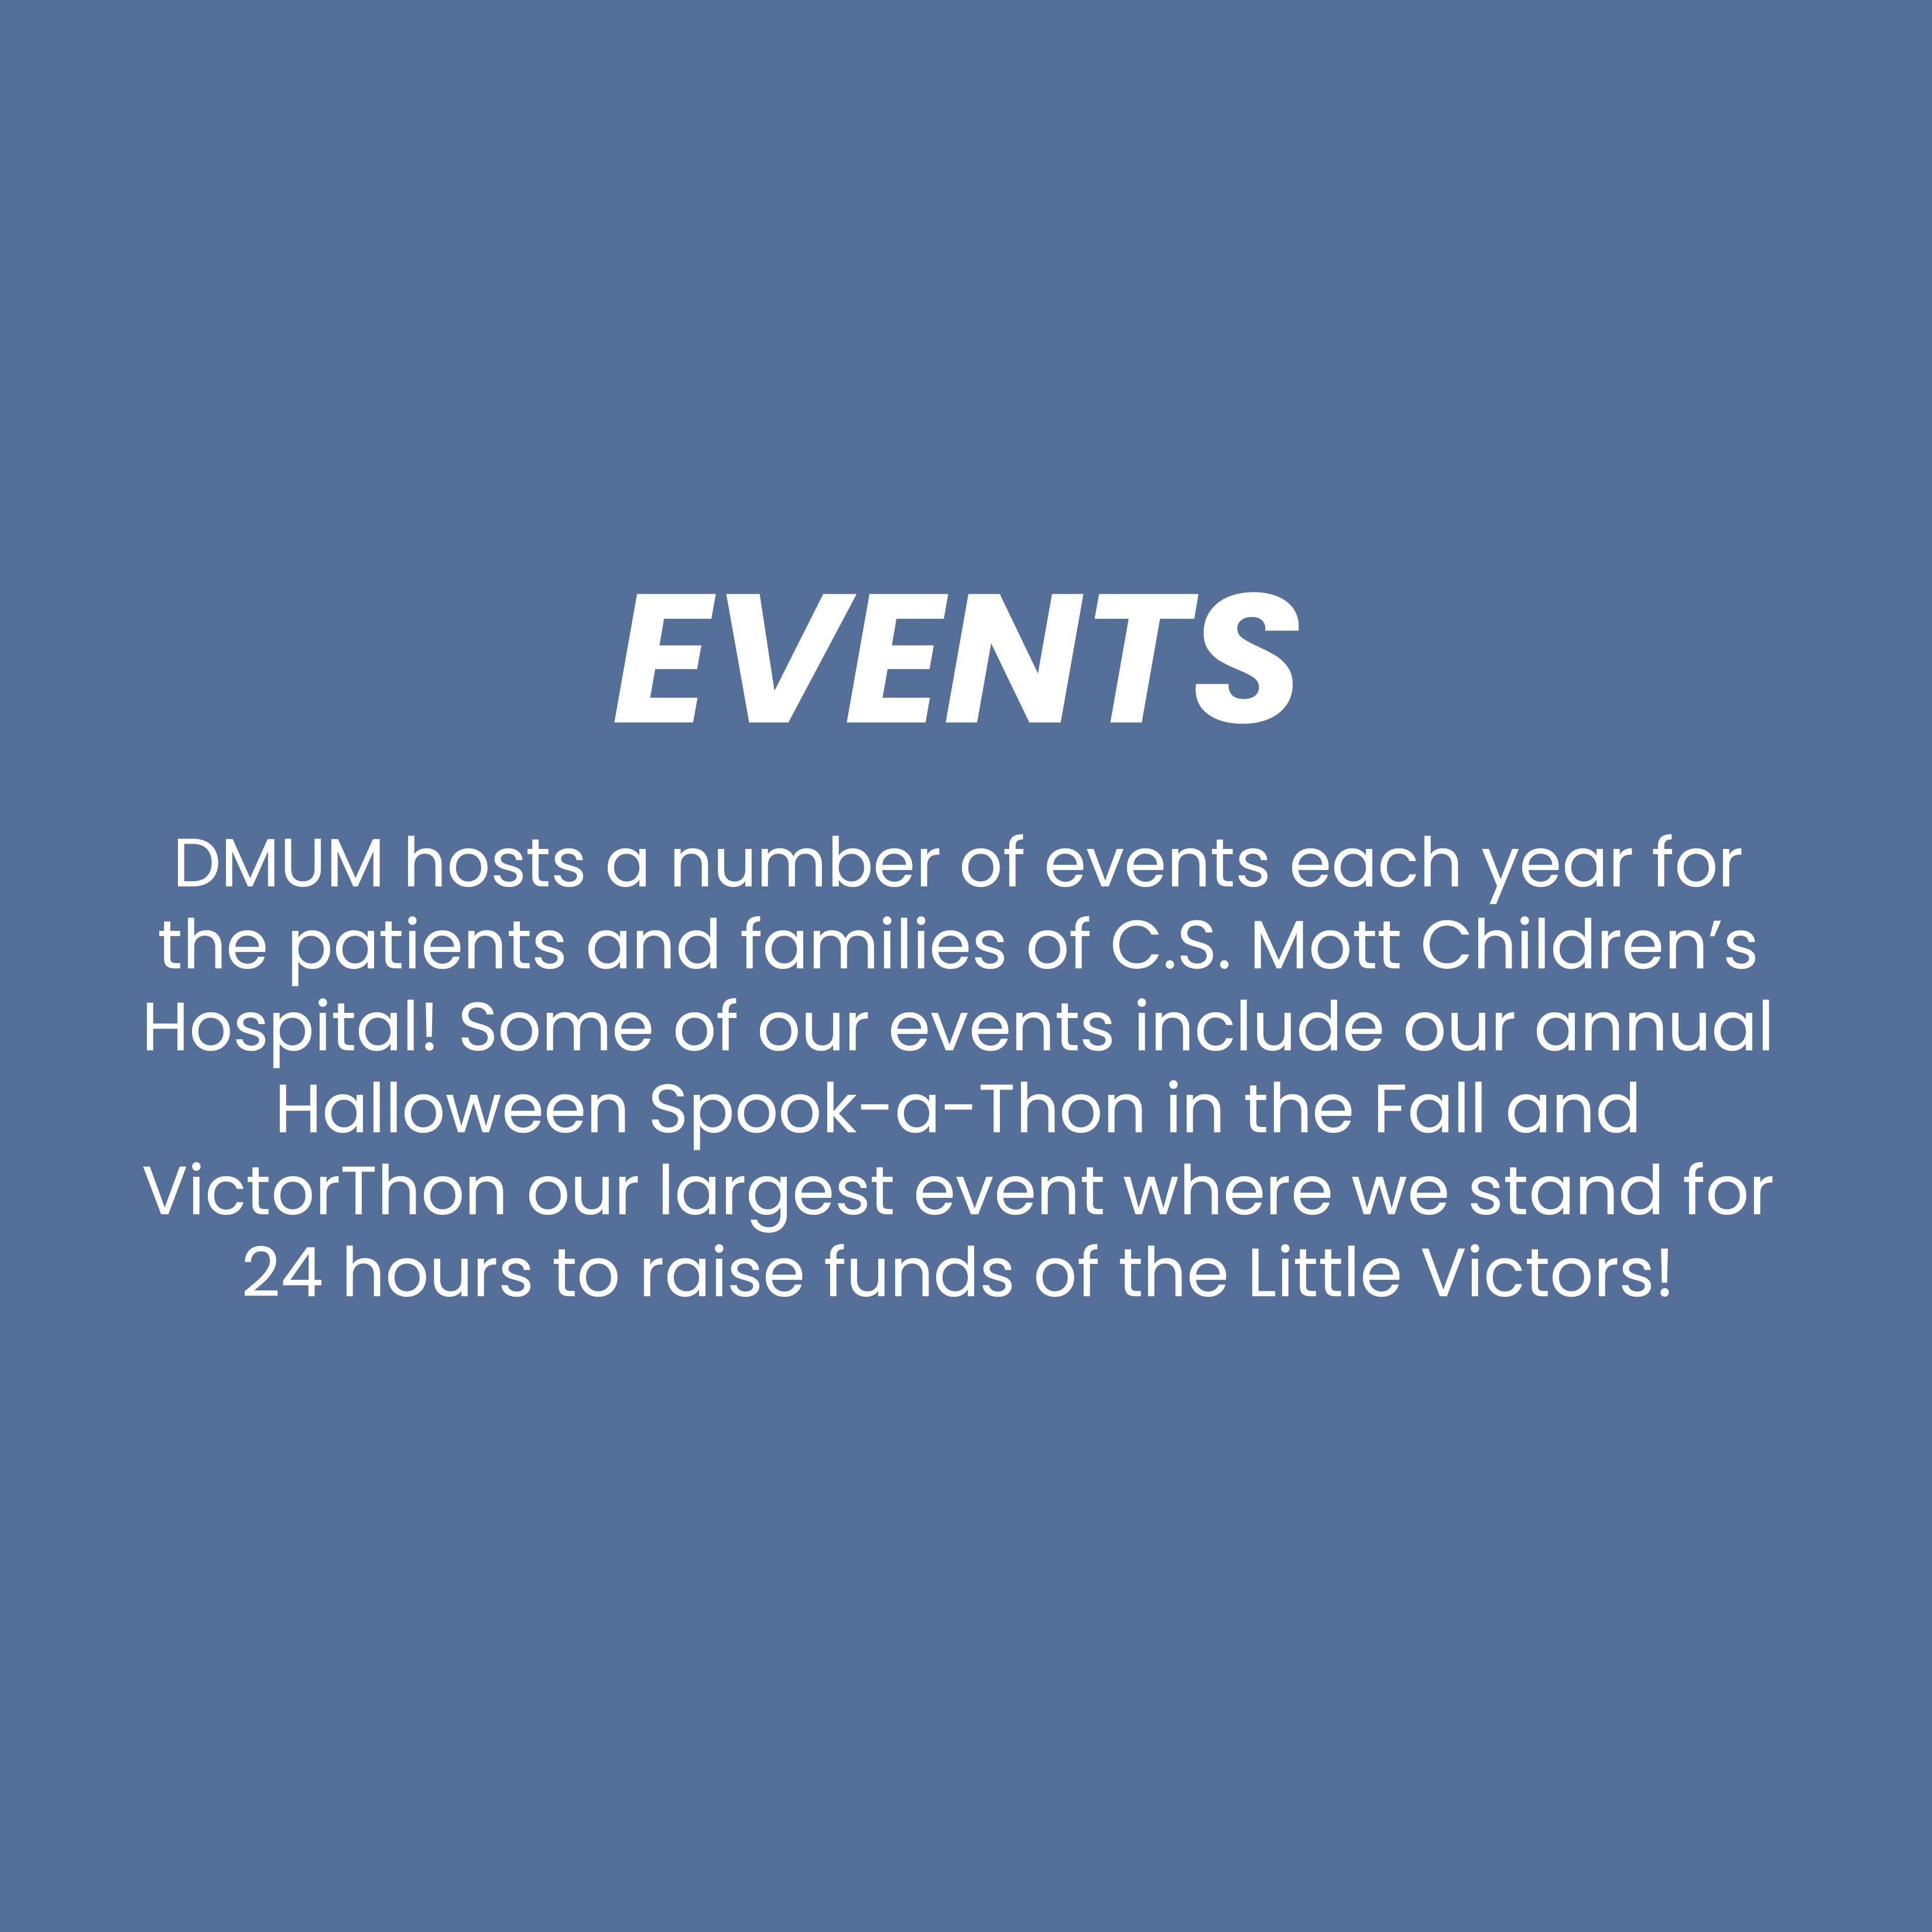 EVENTS
DMUM hosts a number of events each year for
the patients and families of C.S. Mott Children’s
Hospital! Some of our events include our annual
Halloween Spook-a-Thon in the Fall and
VictorThon our largest event where we stand for
24 hours to raise funds of the Little Victors!